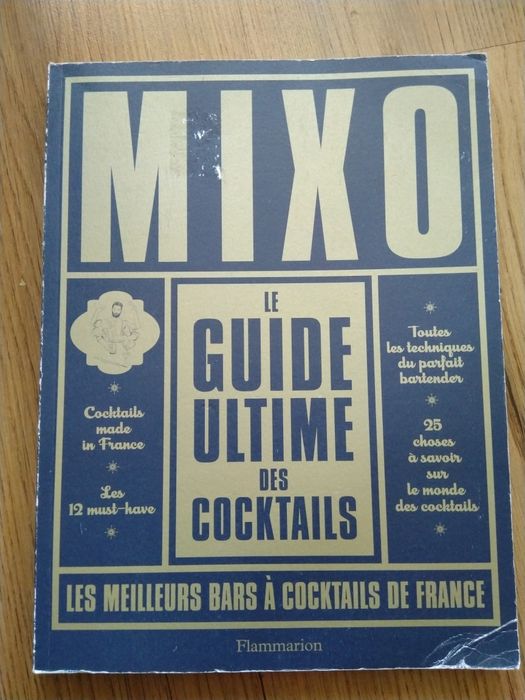 MIXO
Cocktails
made
in France
Les
12 must-have
LE
GUIDE
ULTIME
DES
COCKTAILS
Toutes
les techniques
du parfait
bartender
25
choses
à savoir
sur
le monde
des cocktails
LES MEILLEURS BARS À COCKTAILS DE FRANCE
Flammarion